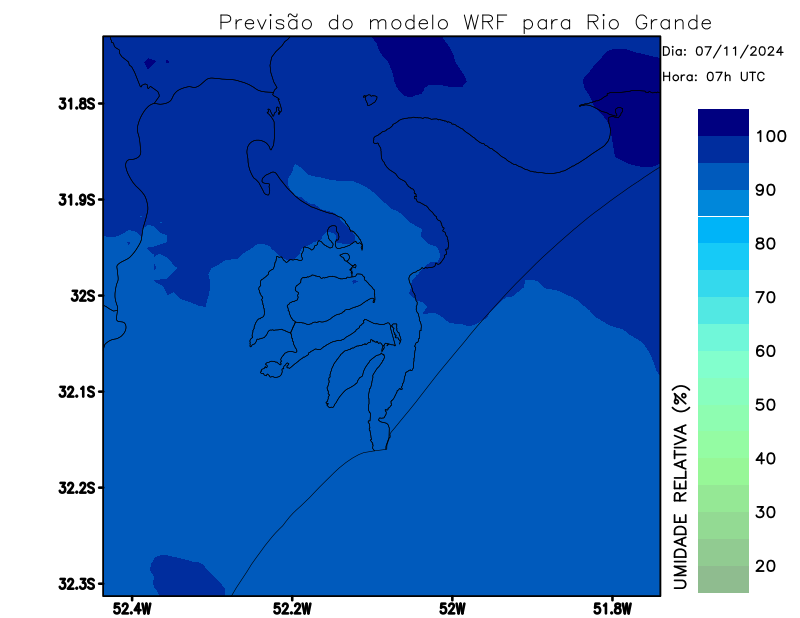 Previsão do modelo WRF para Rio Grande
Dia: 07/11/2024
Hora: 07h UTC
31.8S
31.9S
32S
32.1S
32.2S
32.3S
52.4W
52.2W
52W
51.8W
UMIDADE RELATIVA (%)
100
90
80
70
60
50
40
30
20